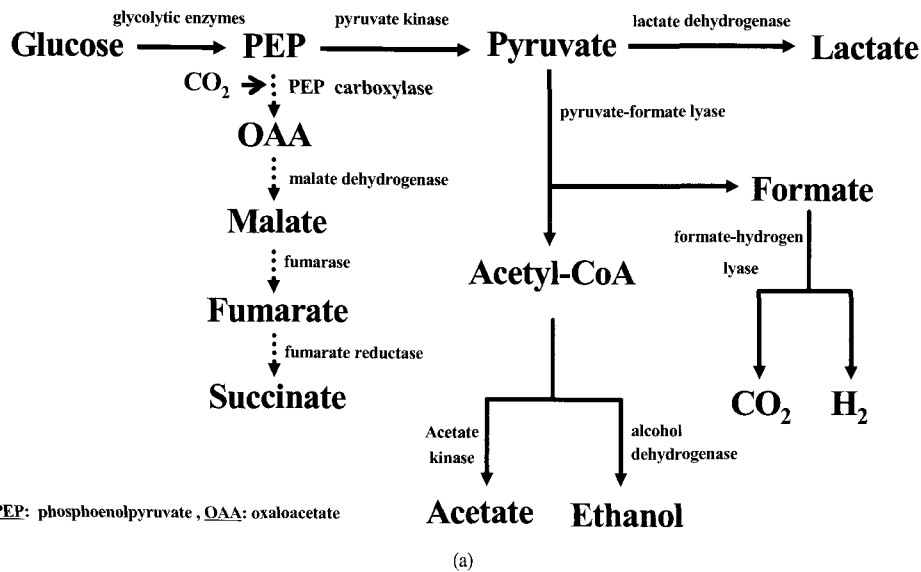 glycolytic enzymes pyruvate kinase lactate dehydrogenase
Glucose PEP Pyruvate Lactate
CO2 PEP carboxylase
pyruvate-formate lyase
OAA
malate dehydrogenase
Formate
Malate
formate-hydrogen
lyase
fumarase
Acetyl-CoA
Fumarate
fumarate reductase
Succinate
CO2 H2
Acetate
kinase
alcohol
dehydrogenase
PEP: phosphoenolpyruvate , OAA: oxaloacetate
Acetate Ethanol
(a)